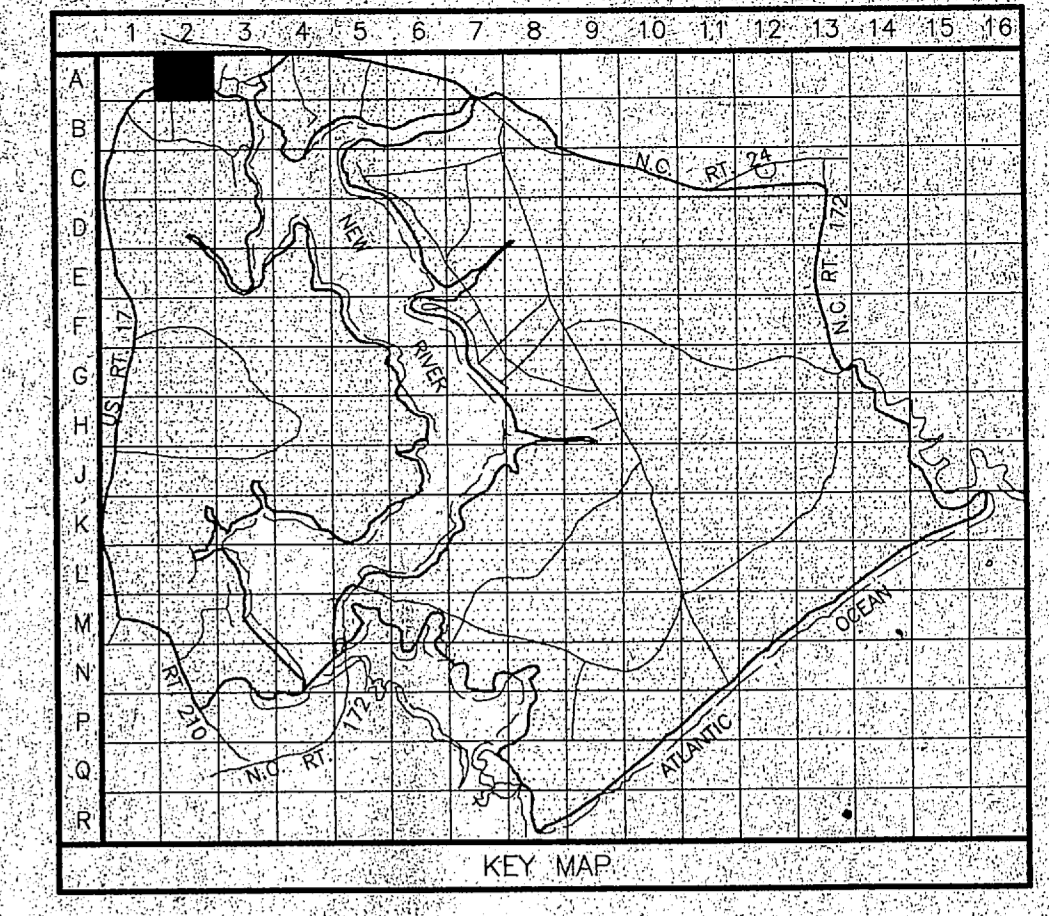 1 2 3 4 5 6 7 8 9 10 11 12 13 14 15 16
A
B
C
D
E
F
G
H
J
K
L
M
N
P
Q
R
N.C. RT. 24
N.C. RT. 172
NEW
RIVER
US RT. 17
RT. 210
N.C. RT. 172
ATLANTIC OCEAN
KEY MAP